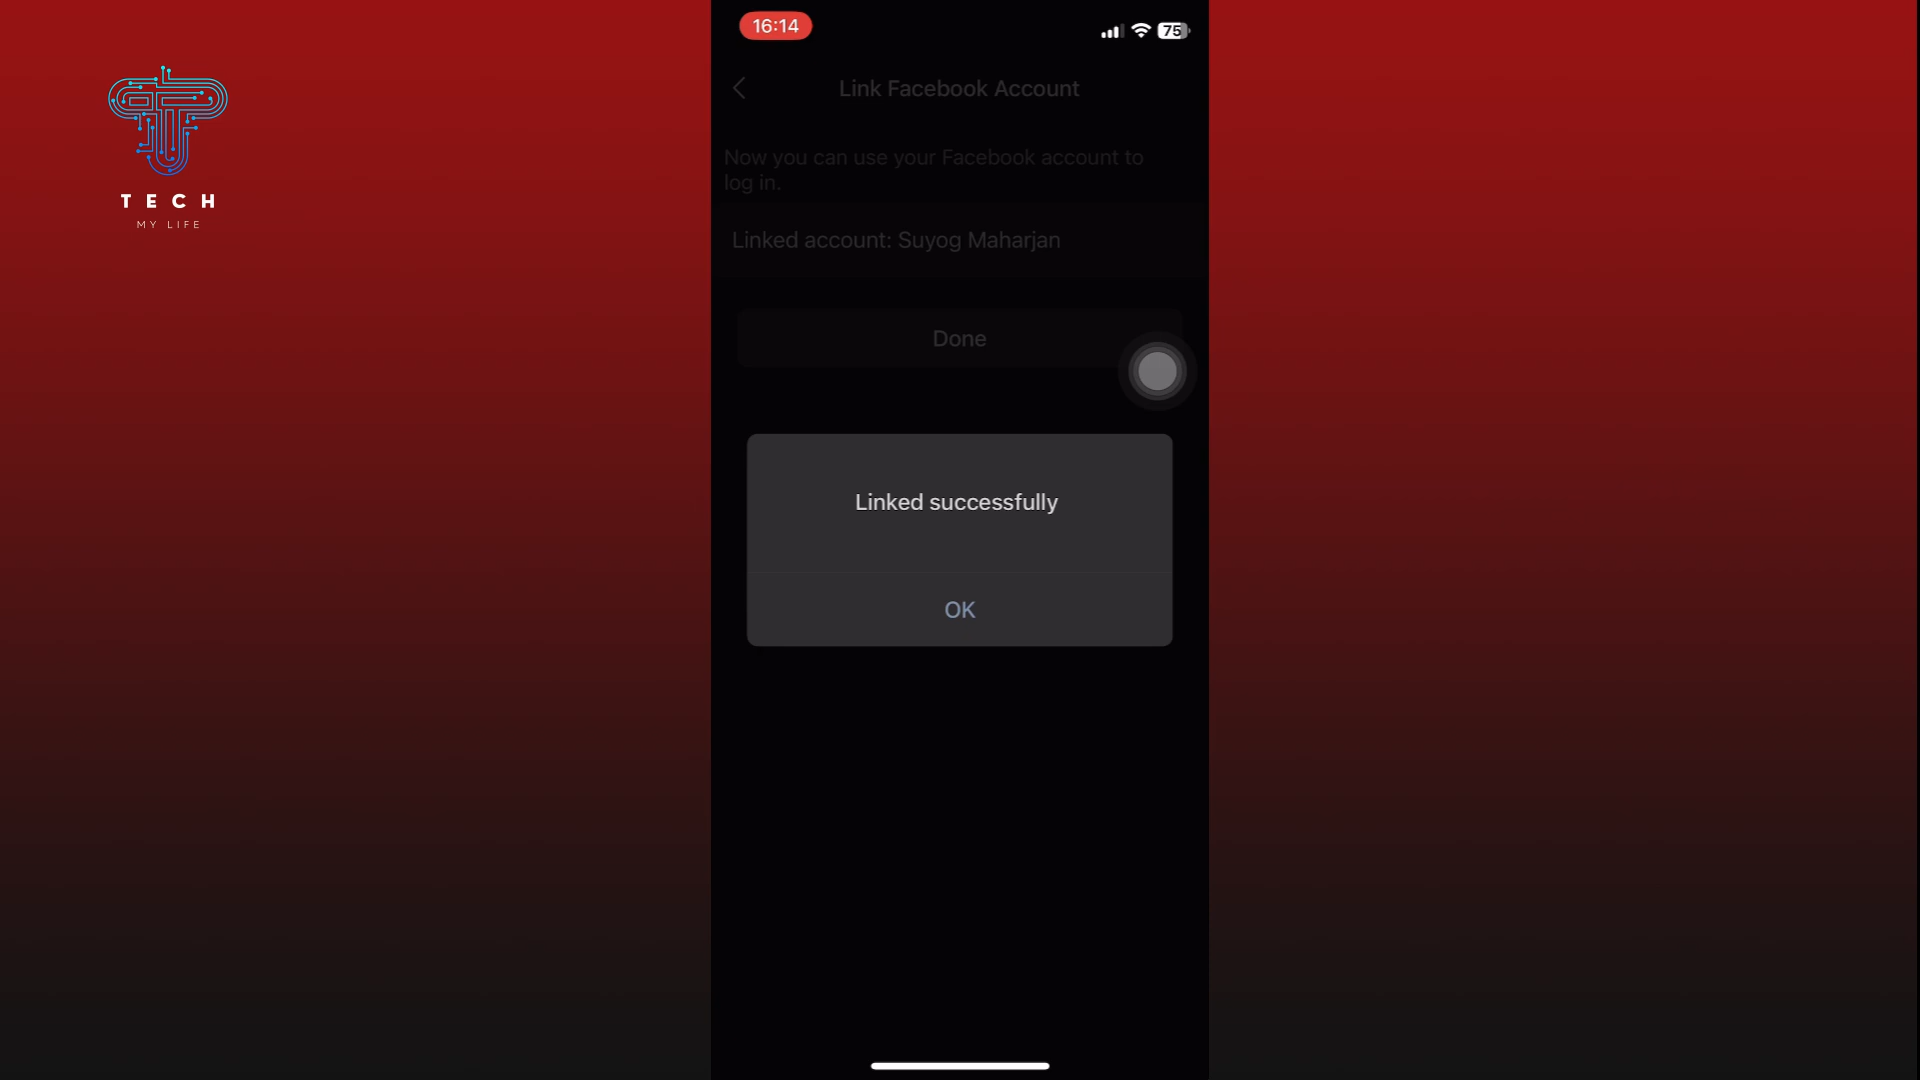 16:14
75
Link Facebook Account
TECH
MY LIFE
Now you can use your Facebook account to
log in.
Linked account: Suyog Maharjan
Done
Linked successfully
OK